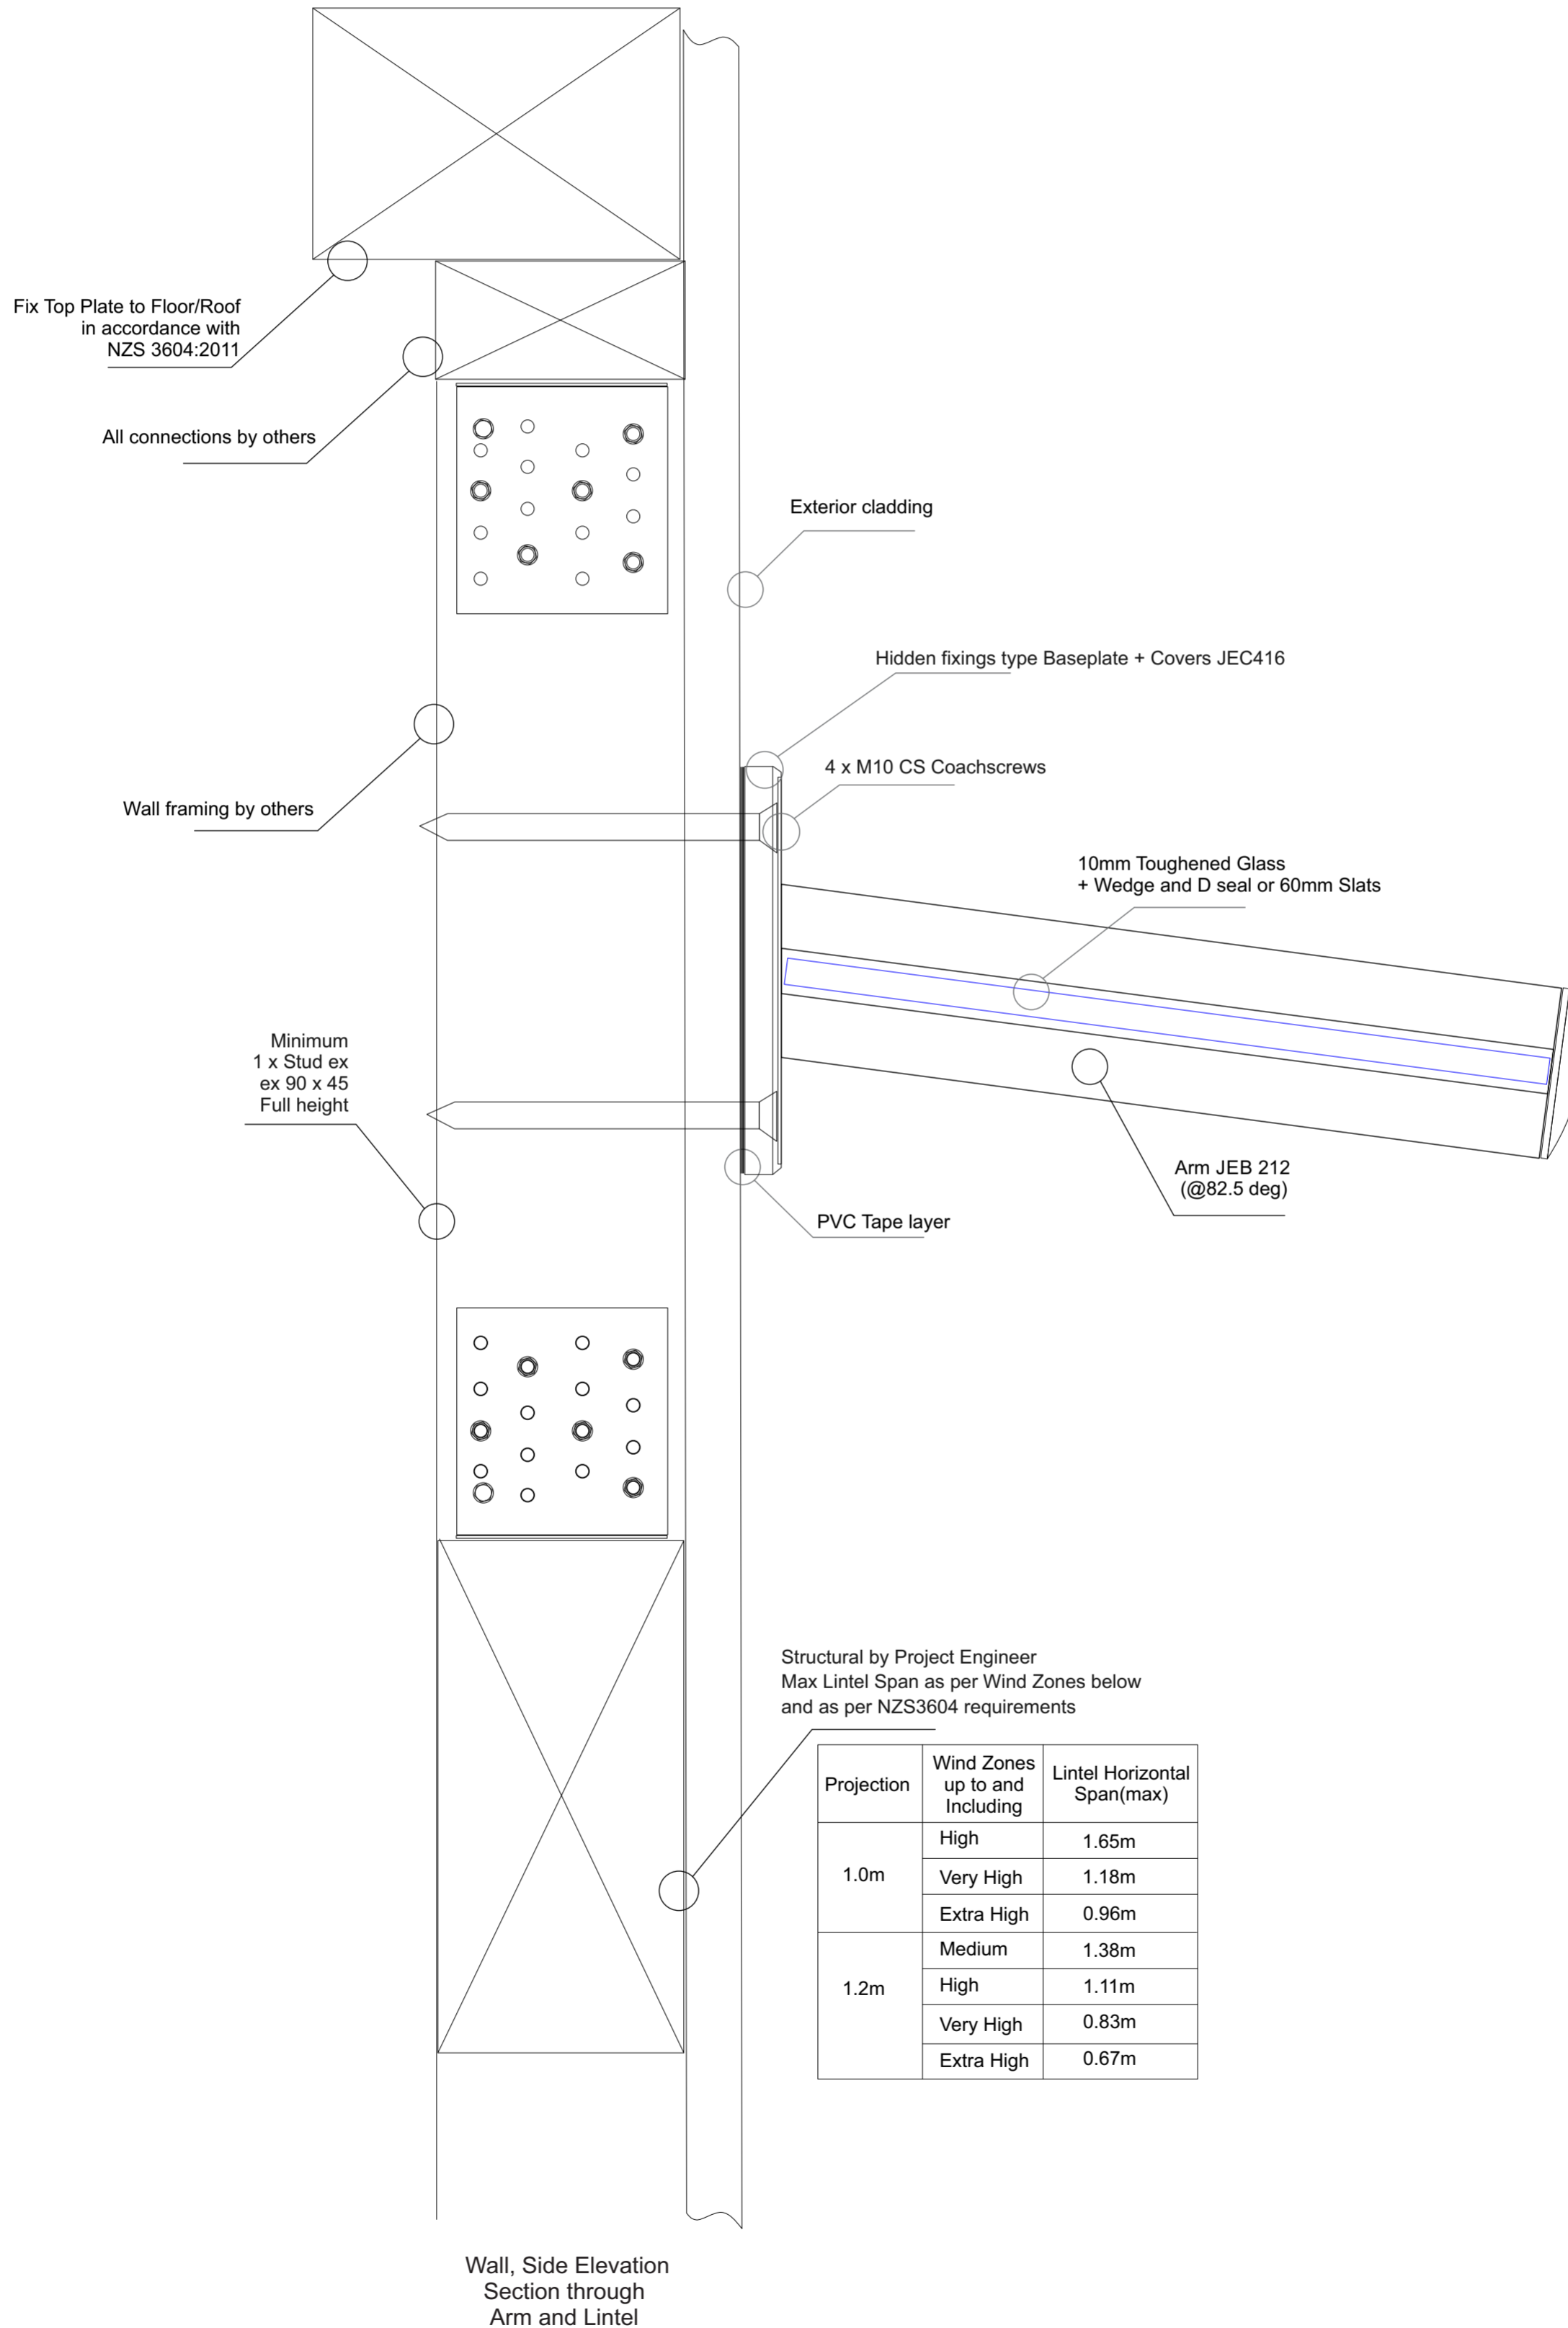 Fix Top Plate to Floor/Roof
in accordance with
NZS 3604:2011
All connections by others
Exterior cladding
Hidden fixings type Baseplate + Covers JEC416
4 x M10 CS Coachscrews
Wall framing by others
10mm Toughened Glass
+ Wedge and D seal or 60mm Slats
Minimum
1 x Stud ex
ex 90 x 45
Full height
Arm JEB 212
(@82.5 deg)
PVC Tape layer
Structural by Project Engineer
Max Lintel Span as per Wind Zones below
and as per NZS3604 requirements
Projection
Wind Zones
up to and
Including
Lintel Horizontal
Span(max)
1.0m
High
1.65m
Very High
1.18m
Extra High
0.96m
1.2m
Medium
1.38m
High
1.11m
Very High
0.83m
Extra High
0.67m
Wall, Side Elevation
Section through
Arm and Lintel